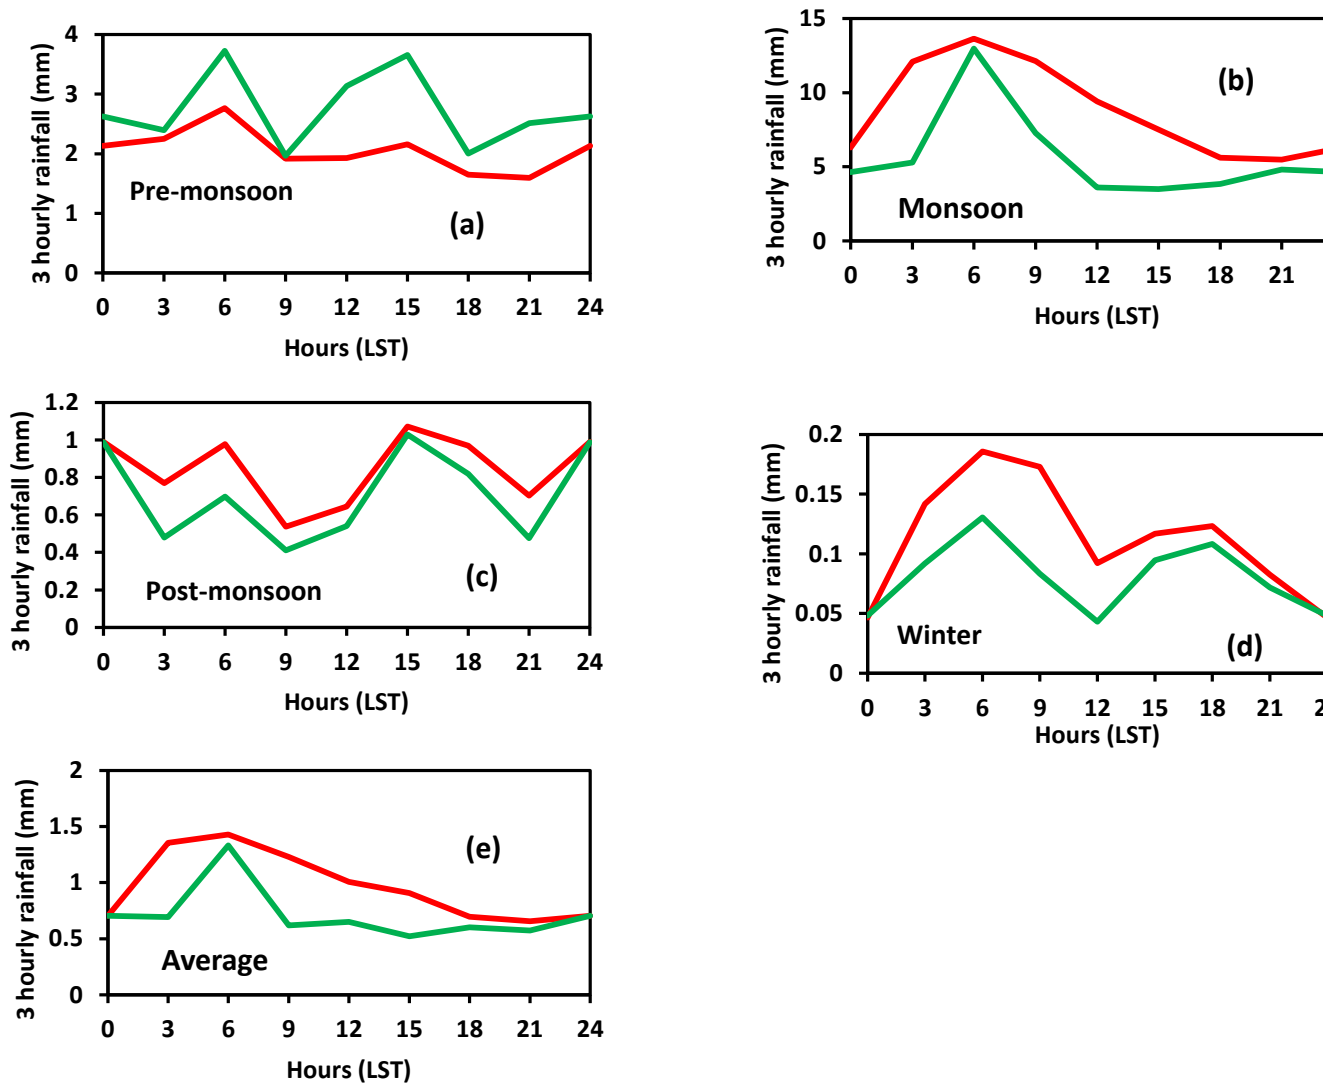 3 hourly rainfall (mm)
4
3
2
1
0
Pre-monsoon
(a)
0 3 6 9 12 15 18 21 24
Hours (LST)
3 hourly rainfall (mm)
15
10
5
0
(b)
Monsoon
0 3 6 9 12 15 18 21
Hours (LST)
3 hourly rainfall (mm)
1.2
1
0.8
0.6
0.4
0.2
0
Post-monsoon
(c)
0 3 6 9 12 15 18 21 24
Hours (LST)
3 hourly rainfall (mm)
0.2
0.15
0.1
0.05
0
Winter
(d)
0 3 6 9 12 15 18 21 2
Hours (LST)
3 hourly rainfall (mm)
2
1.5
1
0.5
0
(e)
Average
0 3 6 9 12 15 18 21 24
Hours (LST)